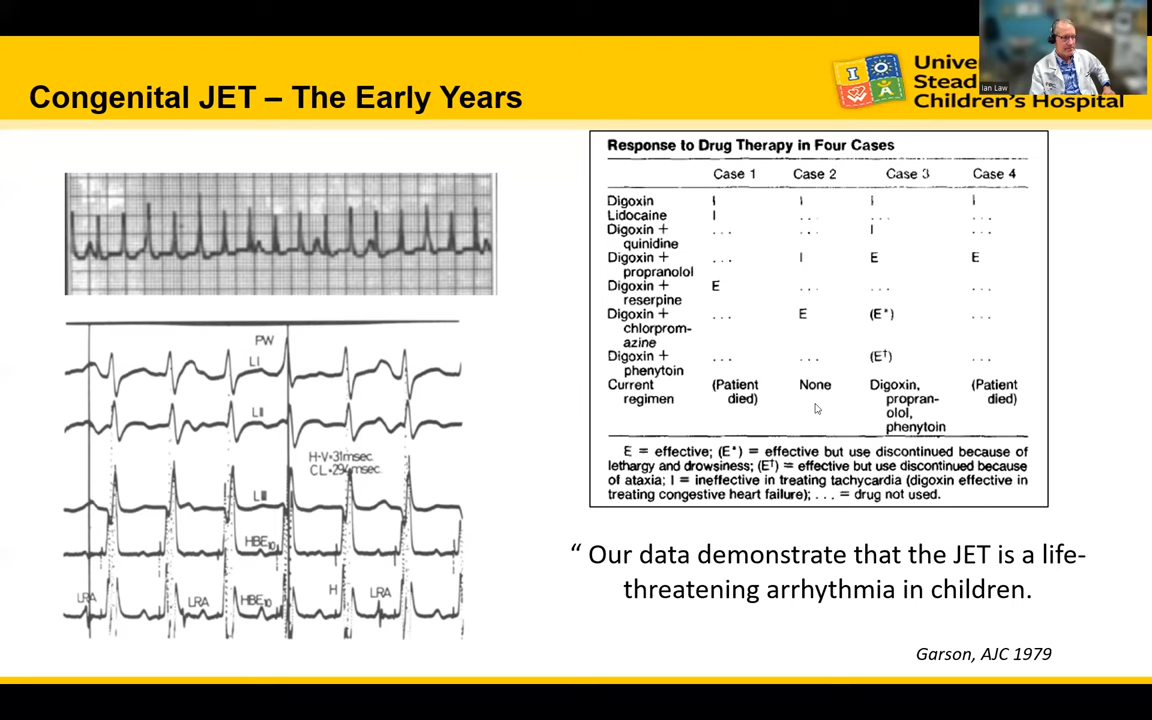 Congenital JET – The Early Years
Stead
Children's Hospital
Ian Law
PW
LI
LII
H-V=31msec.
CL=294msec.
LIII
HBE10
LRA
LRA
HBE10
H
LRA
Response to Drug Therapy in Four Cases
Case 1 Case 2 Case 3 Case 4
Digoxin I I I I
Lidocaine I ... ... ...
Digoxin + quinidine ... ... I ...
Digoxin + propranolol ... I E E
Digoxin + reserpine E ... ... ...
Digoxin + chlorprom-azine ... E (E*) ...
Digoxin + phenytoin ... ... (E†) ...
Current regimen (Patient died) None Digoxin, propran-olol, phenytoin (Patient died)
E = effective; (E*) = effective but use discontinued because of
lethargy and drowsiness; (E†) = effective but use discontinued because
of ataxia; I = ineffective in treating tachycardia (digoxin effective in
treating congestive heart failure); ... = drug not used.
“ Our data demonstrate that the JET is a life-
threatening arrhythmia in children.
Garson, AJC 1979